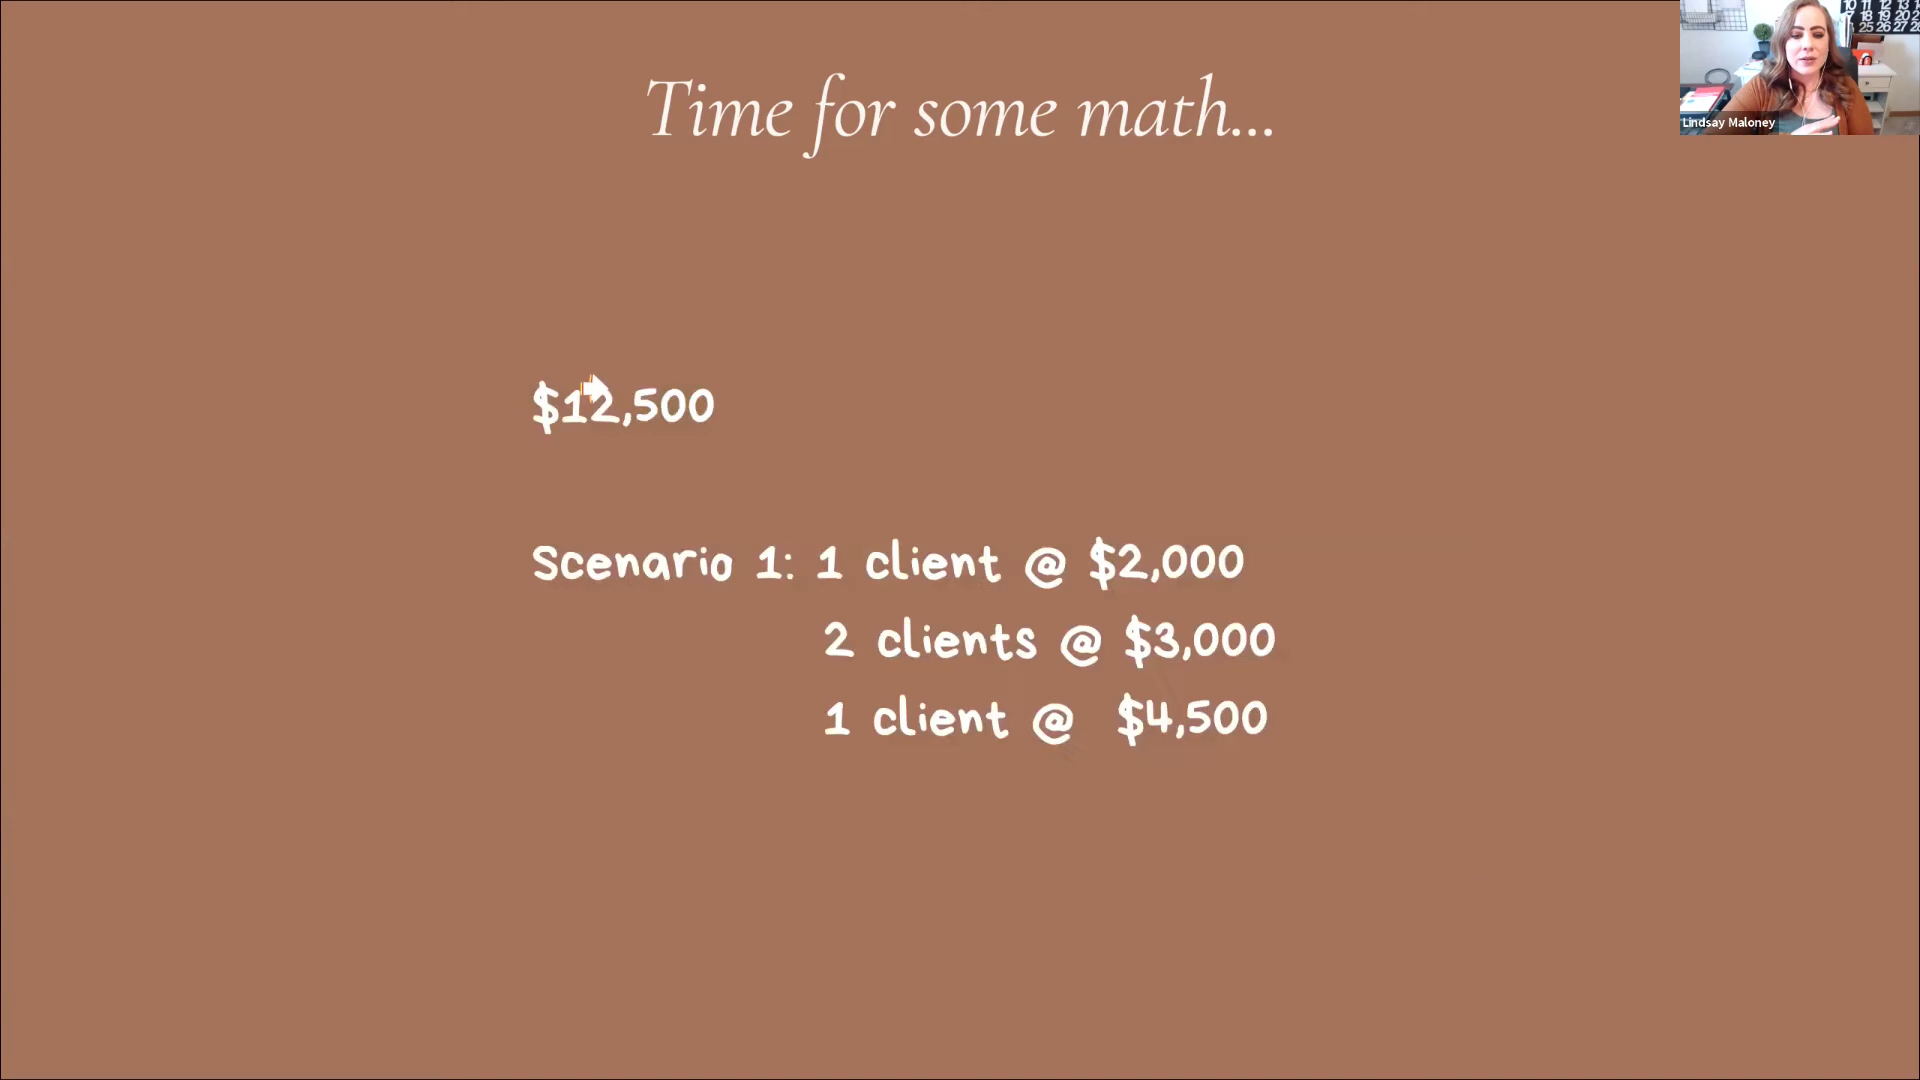 Time for some math...
Lindsay Maloney
$12,500
Scenario 1: 1 client @ $2,000
2 clients @ $3,000
1 client @ $4,500